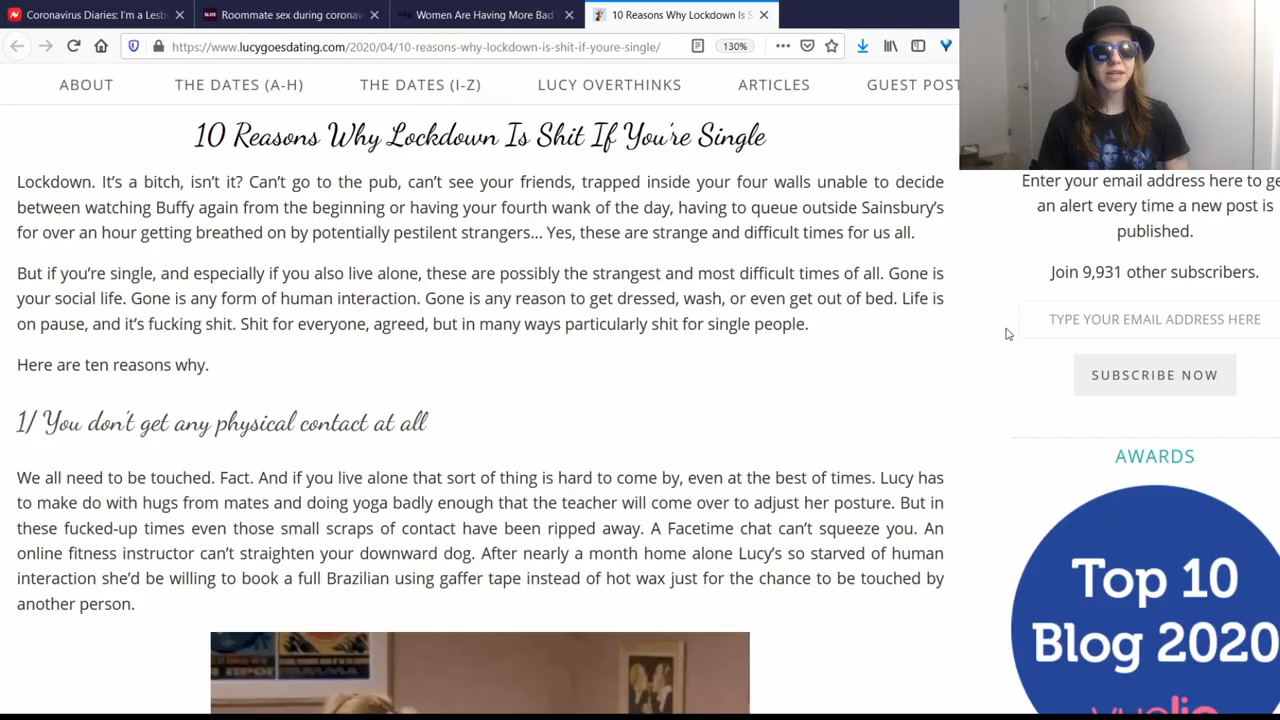 Coronavirus Diaries: I'm a Lesb
Roommate sex during coronav
Women Are Having More Bad
10 Reasons Why Lockdown Is S
https://www.lucygoesdating.com/2020/04/10-reasons-why-lockdown-is-shit-if-youre-single/
130%
ABOUT THE DATES (A-H) THE DATES (I-Z) LUCY OVERTHINKS ARTICLES GUEST POST
10 Reasons Why Lockdown Is Shit If You're Single
Lockdown. It's a bitch, isn't it? Can't go to the pub, can't see your friends, trapped inside your four walls unable to decide
between watching Buffy again from the beginning or having your fourth wank of the day, having to queue outside Sainsbury's
for over an hour getting breathed on by potentially pestilent strangers... Yes, these are strange and difficult times for us all.
But if you're single, and especially if you also live alone, these are possibly the strangest and most difficult times of all. Gone is
your social life. Gone is any form of human interaction. Gone is any reason to get dressed, wash, or even get out of bed. Life is
on pause, and it's fucking shit. Shit for everyone, agreed, but in many ways particularly shit for single people.
Here are ten reasons why.
1/ You don't get any physical contact at all
We all need to be touched. Fact. And if you live alone that sort of thing is hard to come by, even at the best of times. Lucy has
to make do with hugs from mates and doing yoga badly enough that the teacher will come over to adjust her posture. But in
these fucked-up times even those small scraps of contact have been ripped away. A Facetime chat can't squeeze you. An
online fitness instructor can't straighten your downward dog. After nearly a month home alone Lucy's so starved of human
interaction she'd be willing to book a full Brazilian using gaffer tape instead of hot wax just for the chance to be touched by
another person.
Enter your email address here to ge
an alert every time a new post is
published.
Join 9,931 other subscribers.
TYPE YOUR EMAIL ADDRESS HERE
SUBSCRIBE NOW
AWARDS
Top 10
Blog 2020